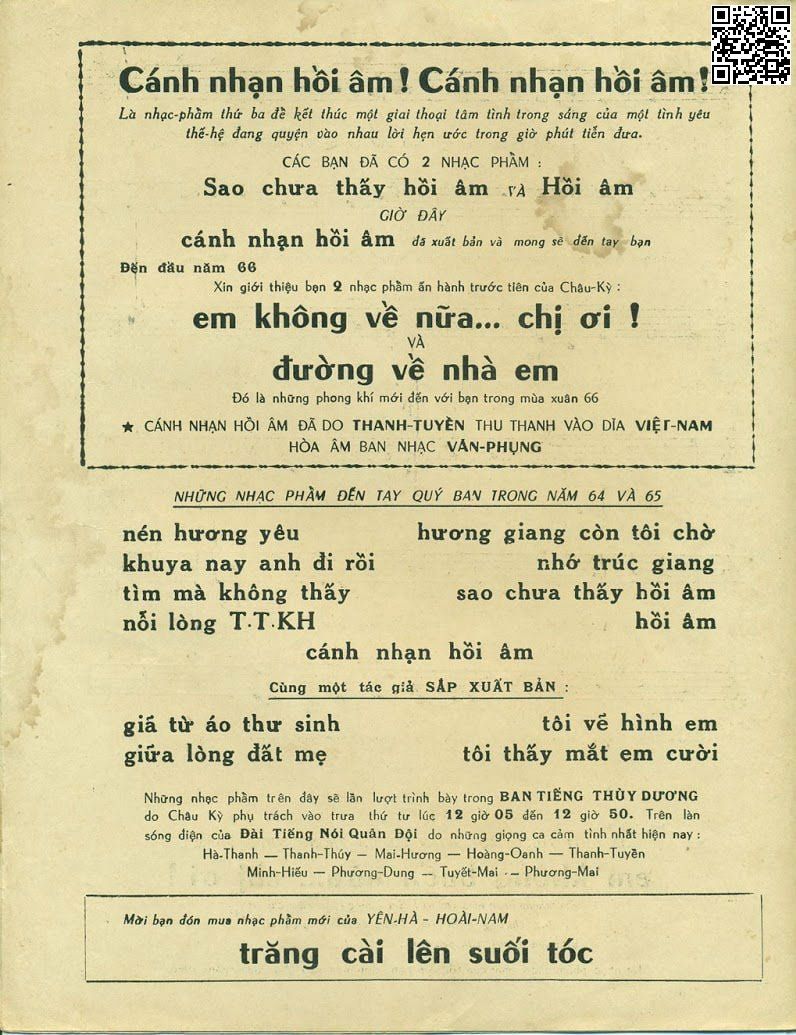 Cánh nhạn hồi âm! Cánh nhạn hồi âm!
Là nhạc-phẩm thứ ba để kết thúc một giai thoại tâm tình trong sáng của một tình yêu
thế-hệ đang quyện vào nhau lời hẹn ước trong giờ phút tiễn đưa.
CÁC BẠN ĐÃ CÓ 2 NHẠC PHẨM :
Sao chưa thấy hồi âm VÀ Hồi âm
GIỜ ĐÂY
cánh nhạn hồi âm đã xuất bản và mong sẽ đến tay bạn
Đến đầu năm 66
Xin giới thiệu bạn 2 nhạc phẩm ấn hành trước tiên của Châu-Kỳ :
em không về nữa... chị ơi !
VÀ
đường về nhà em
Đó là những phong khí mới đến với bạn trong mùa xuân 66
★ CÁNH NHẠN HỒI ÂM ĐÃ DO THANH-TUYỀN THU THANH VÀO DĨA VIỆT-NAM
HÒA ÂM BAN NHẠC VĂN-PHỤNG
NHỮNG NHẠC PHẨM ĐẾN TAY QUÝ BẠN TRONG NĂM 64 VÀ 65
nén hương yêu hương giang còn tôi chờ
khuya nay anh đi rồi nhớ trúc giang
tìm mà không thấy sao chưa thấy hồi âm
nỗi lòng T.T.KH hồi âm
cánh nhạn hồi âm
Cùng một tác giả SẮP XUẤT BẢN :
giã từ áo thư sinh tôi vẽ hình em
giữa lòng đất mẹ tôi thấy mắt em cười
Những nhạc phẩm trên đây sẽ lần lượt trình bày trong BAN TIẾNG THÙY DƯƠNG
do Châu Kỳ phụ trách vào trưa thứ tư lúc 12 giờ 05 đến 12 giờ 50. Trên làn
sóng điện của Đài Tiếng Nói Quân Đội do những giọng ca cảm tình nhất hiện nay :
Hà-Thanh — Thanh-Thúy — Mai-Hương — Hoàng-Oanh — Thanh-Tuyền
Minh-Hiếu — Phương-Dung — Tuyết-Mai — Phương-Mai
Mời bạn đón mua nhạc phẩm mới của YÊN-HÀ - HOÀI-NAM
trăng cài lên suối tóc